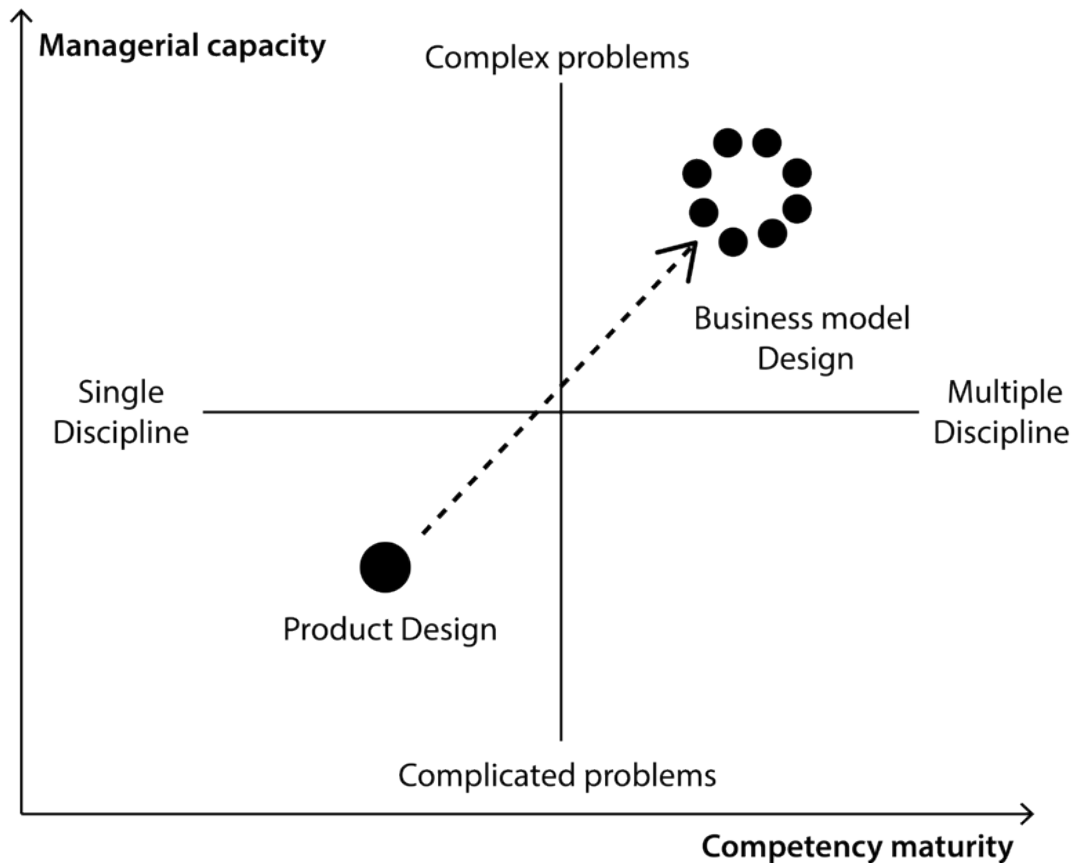 Managerial capacity
Complex problems
Business model
Design
Single
Discipline
Multiple
Discipline
Product Design
Complicated problems
Competency maturity